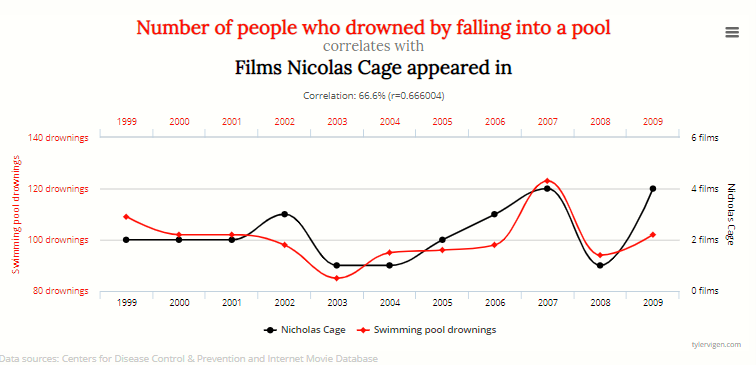 Number of people who drowned by falling into a pool
correlates with
Films Nicolas Cage appeared in
Correlation: 66.6% (r=0.666004)
1999 2000 2001 2002 2003 2004 2005 2006 2007 2008 2009
140 drownings 6 films
120 drownings 4 films
100 drownings 2 films
80 drownings 0 films
Swimming pool drownings
Nicholas Cage
1999 2000 2001 2002 2003 2004 2005 2006 2007 2008 2009
Nicholas Cage Swimming pool drownings
tylervigen.com
Data sources: Centers for Disease Control & Prevention and Internet Movie Database